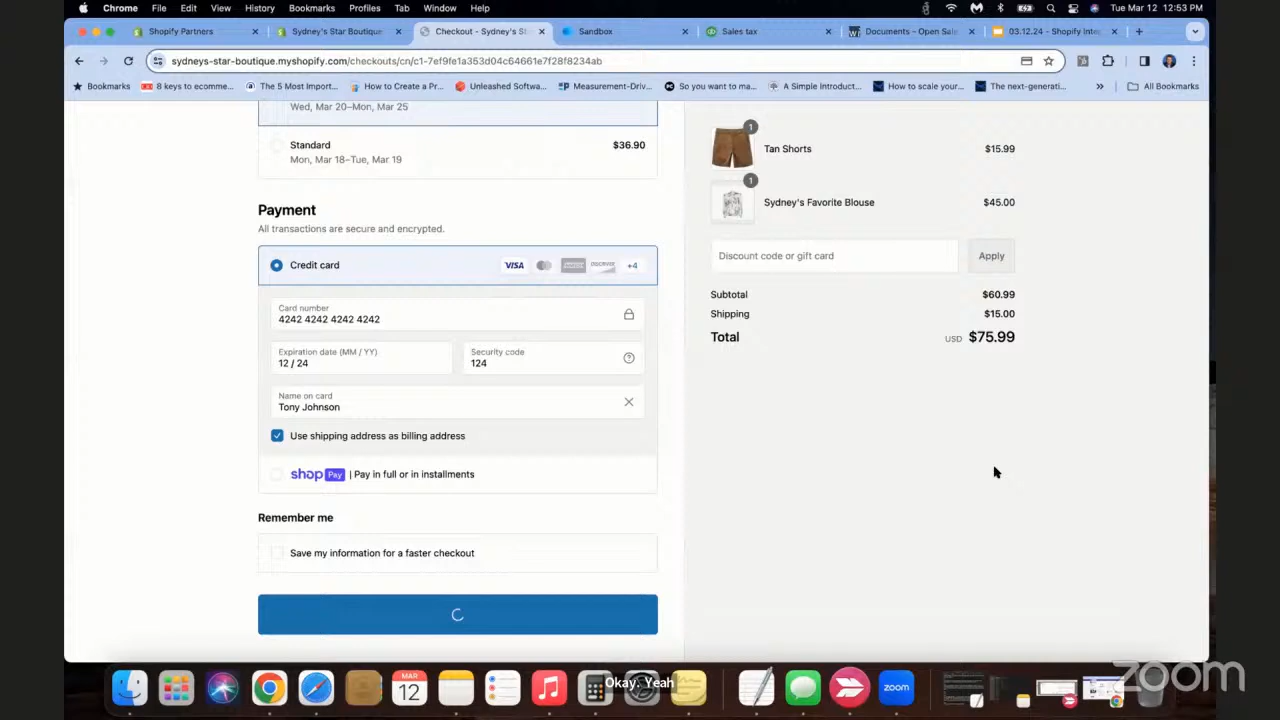 Chrome File Edit View History Bookmarks Profiles Tab Window Help Tue Mar 12 12:53 PM
Shopify Partners Sydney's Star Boutique Checkout - Sydney's St Sandbox Sales tax Documents - Open Sal 03.12.24 - Shopify Inte
sydneys-star-boutique.myshopify.com/checkouts/cn/c1-7ef9fe1a353d04c64661e7f28f8234ab
Bookmarks 8 keys to ecomme... The 5 Most Import... How to Create a Pr... Unleashed Softwa... Measurement-Driv... So you want to ma... A Simple Introduct... How to scale your... The next-generati... » All Bookmarks
Wed, Mar 20–Mon, Mar 25
Standard $36.90
Mon, Mar 18–Tue, Mar 19
Payment
All transactions are secure and encrypted.
Credit card VISA DISCOVER +4
Card number
4242 4242 4242 4242
Expiration date (MM / YY) Security code
12 / 24 124
Name on card
Tony Johnson
Use shipping address as billing address
shop Pay | Pay in full or in installments
Remember me
Save my information for a faster checkout
1
Tan Shorts $15.99
1
Sydney's Favorite Blouse $45.00
Discount code or gift card Apply
Subtotal $60.99
Shipping $15.00
Total USD $75.99
MAR
12
zoom
Okay. Yeah
zoom